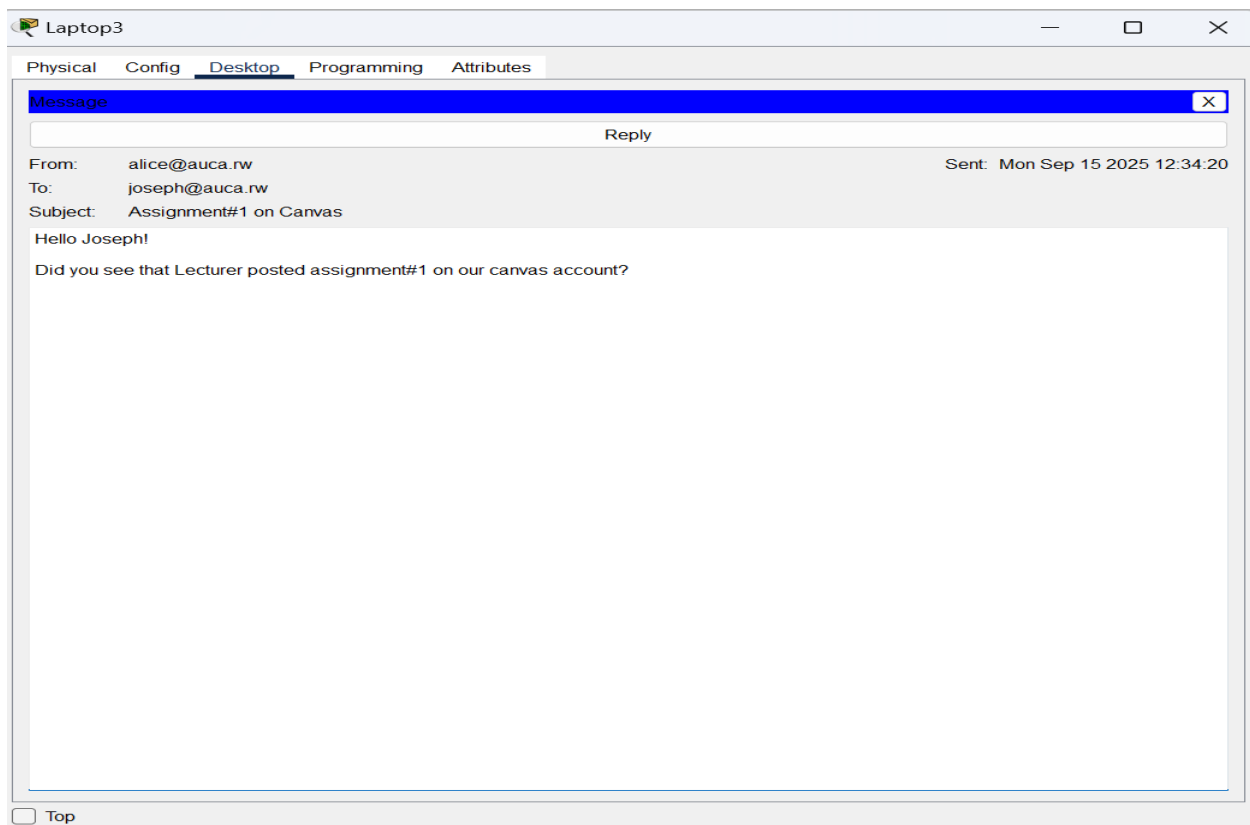 Laptop3
Physical Config Desktop Programming Attributes
Message X
Reply
From: alice@auca.rw Sent: Mon Sep 15 2025 12:34:20
To: joseph@auca.rw
Subject: Assignment#1 on Canvas
Hello Joseph!
Did you see that Lecturer posted assignment#1 on our canvas account?
Top